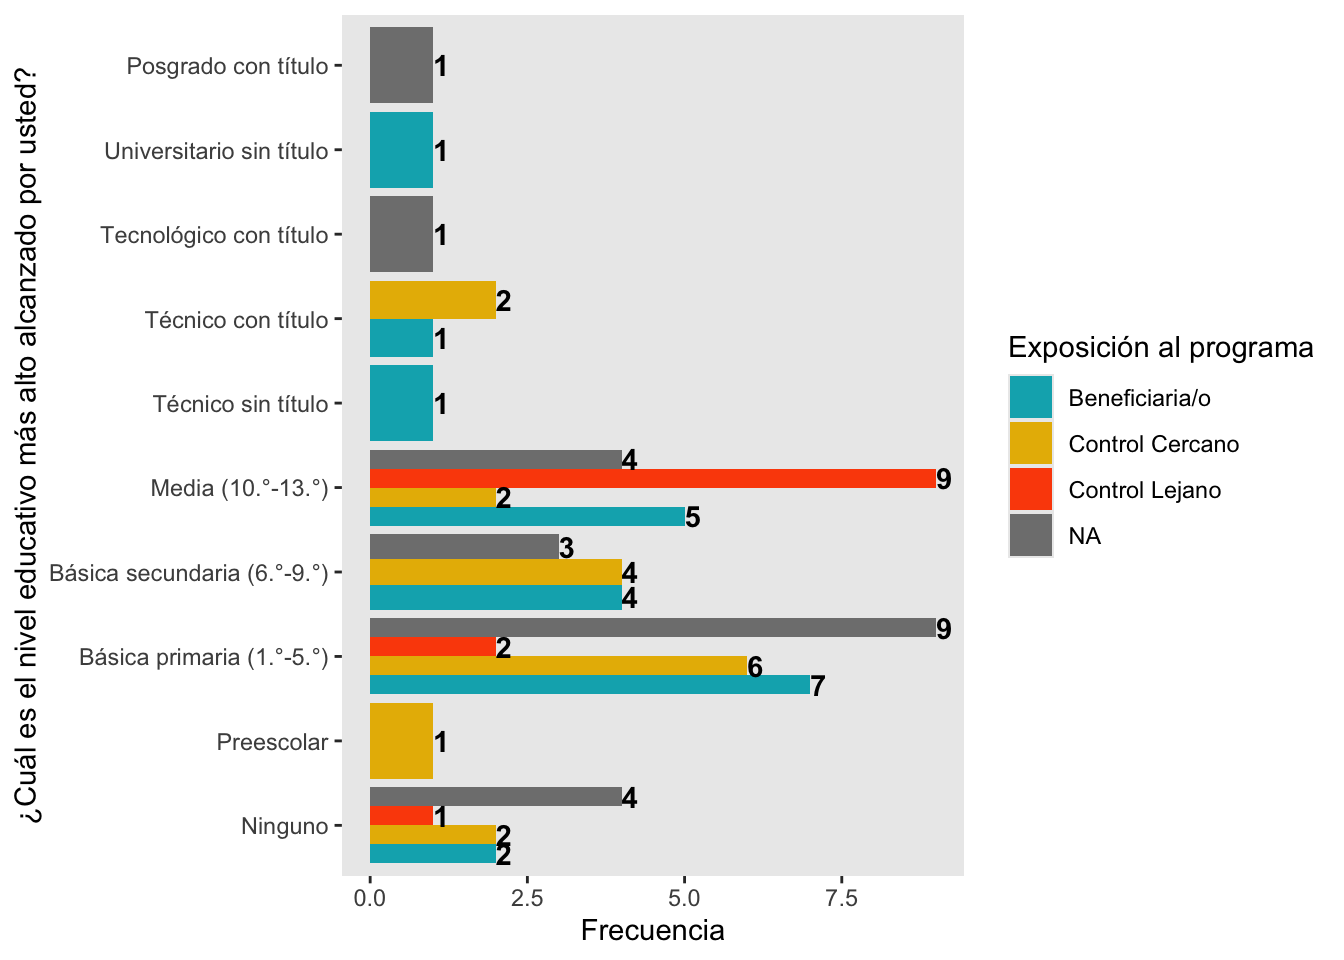 ¿Cuál es el nivel educativo más alto alcanzado por usted?
Posgrado con título
1
Universitario sin título
1
Tecnológico con título
1
Técnico con título
2
1
Técnico sin título
1
Media (10.°-13.°)
4
9
2
5
Básica secundaria (6.°-9.°)
3
4
4
Básica primaria (1.°-5.°)
9
2
6
7
Preescolar
1
Ninguno
4
1
2
2
0.0 2.5 5.0 7.5
Frecuencia
Exposición al programa
Beneficiaria/o
Control Cercano
Control Lejano
NA